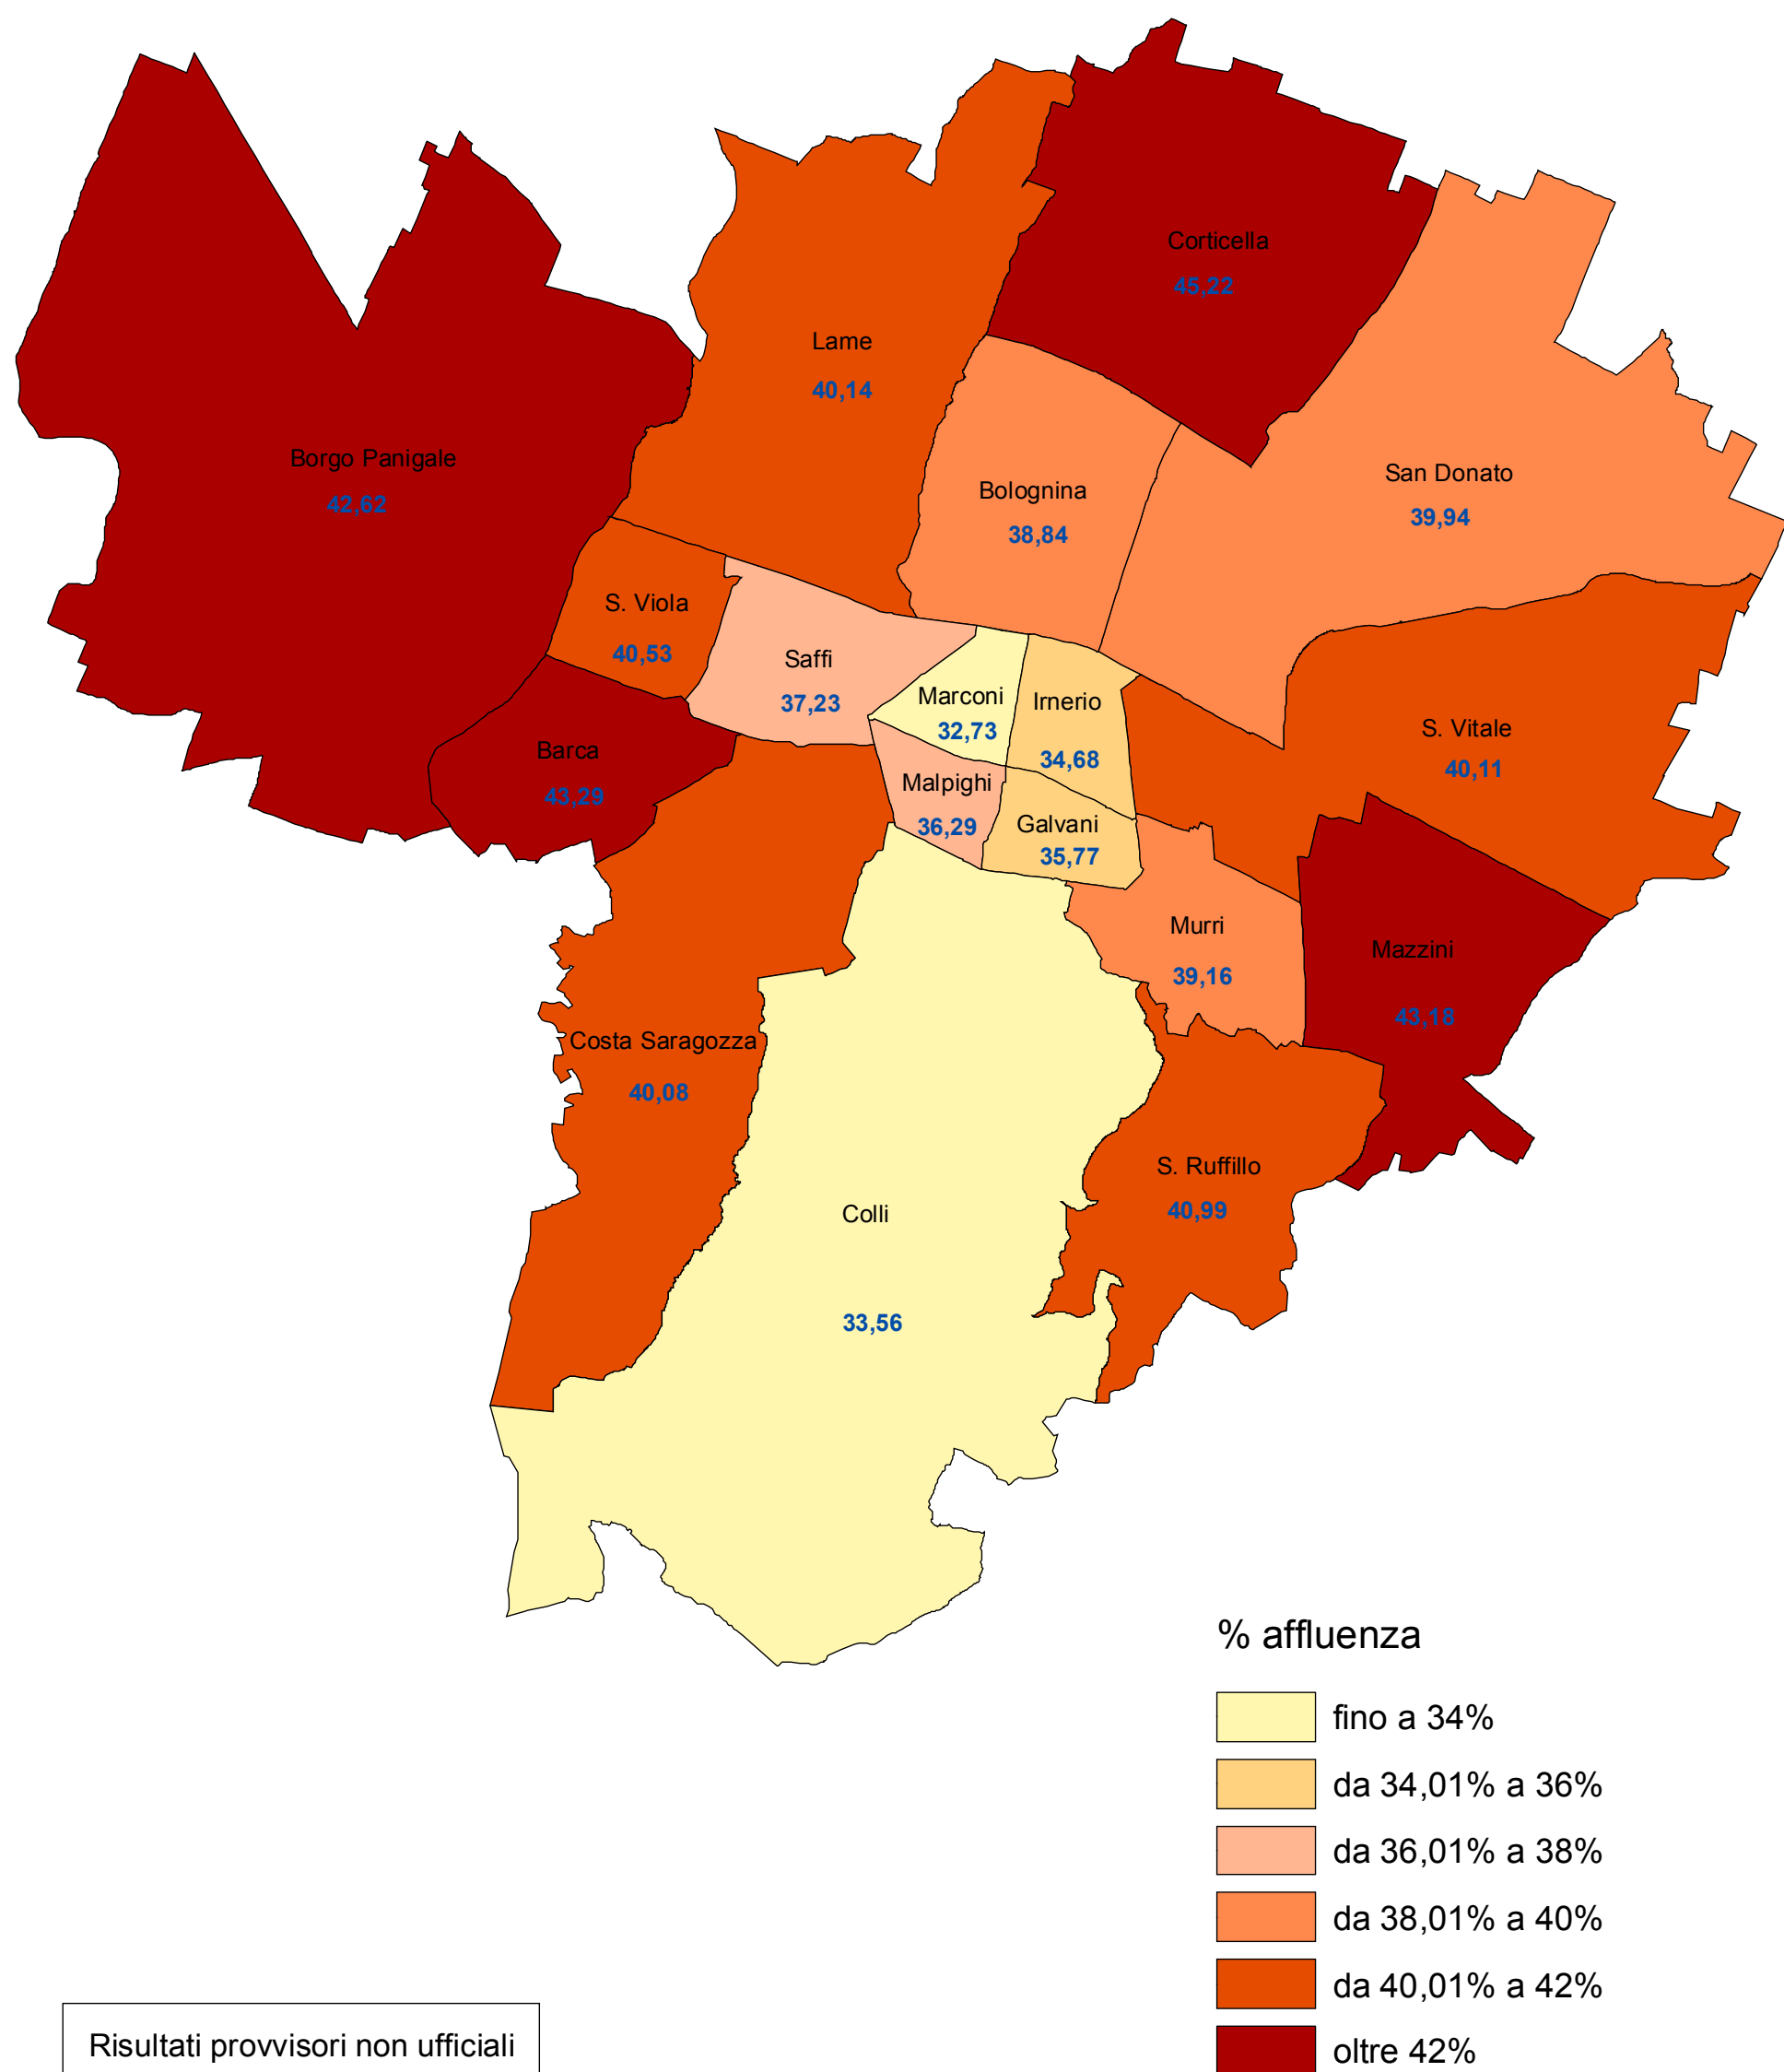 Corticella
45,22
Lame
40,14
Borgo Panigale
42,62
San Donato
39,94
Bolognina
38,84
S. Viola
40,53
Saffi
37,23
Marconi
32,73
Irnerio
34,68
S. Vitale
40,11
Barca
43,29
Malpighi
36,29
Galvani
35,77
Murri
39,16
Mazzini
43,18
Costa Saragozza
40,08
S. Ruffillo
40,99
Colli
33,56
% affluenza
fino a 34%
da 34,01% a 36%
da 36,01% a 38%
da 38,01% a 40%
da 40,01% a 42%
oltre 42%
Risultati provvisori non ufficiali